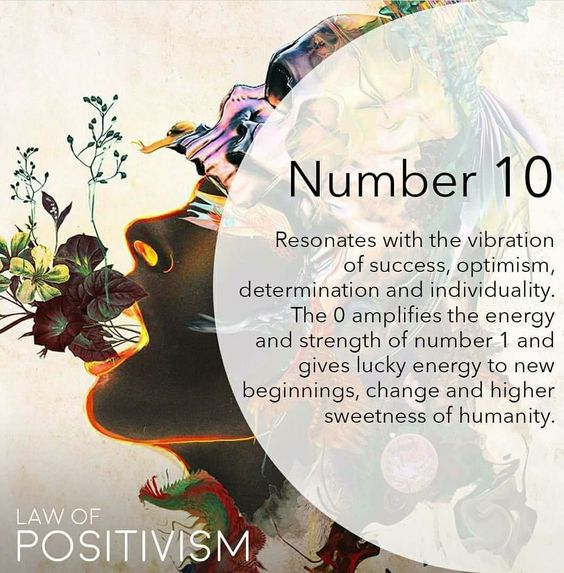 Number 10
Resonates with the vibration
of success, optimism,
determination and individuality.
The 0 amplifies the energy
and strength of number 1 and
gives lucky energy to new
beginnings, change and higher
sweetness of humanity.
LAW OF
POSITIVISM